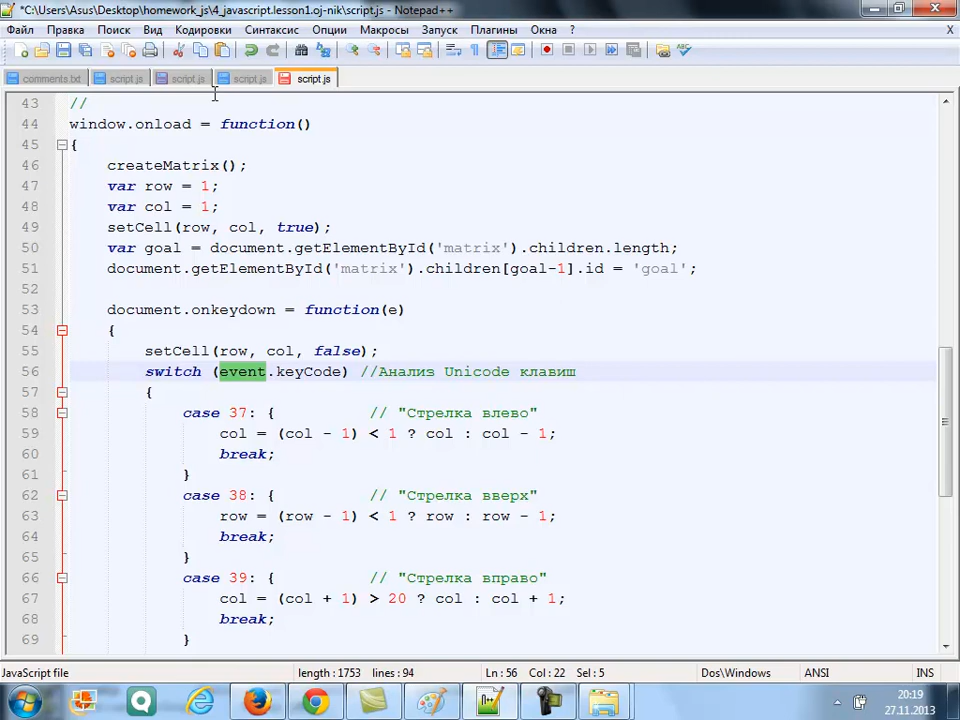 *C:\Users\Asus\Desktop\homework_js\4_javascript.lesson1.oj-nik\script.js - Notepad++
Файл Правка Поиск Вид Кодировки Синтаксис Опции Макросы Запуск Плагины Окна X
comments.txt script.js script.js script.js script.js
43 //
44 window.onload = function()
45 {
46 createMatrix();
47 var row = 1;
48 var col = 1;
49 setCell(row, col, true);
50 var goal = document.getElementById('matrix').children.length;
51 document.getElementById('matrix').children[goal-1].id = 'goal';
52
53 document.onkeydown = function(e)
54 {
55 setCell(row, col, false);
56 switch (event.keyCode) //Анализ Unicode клавиш
57 {
58 case 37: { // "Стрелка влево"
59 col = (col - 1) < 1 ? col : col - 1;
60 break;
61 }
62 case 38: { // "Стрелка вверх"
63 row = (row - 1) < 1 ? row : row - 1;
64 break;
65 }
66 case 39: { // "Стрелка вправо"
67 col = (col + 1) > 20 ? col : col + 1;
68 break;
69 }
JavaScript file length : 1753 lines : 94 Ln : 56 Col : 22 Sel : 5 Dos\Windows ANSI INS
20:19
27.11.2013